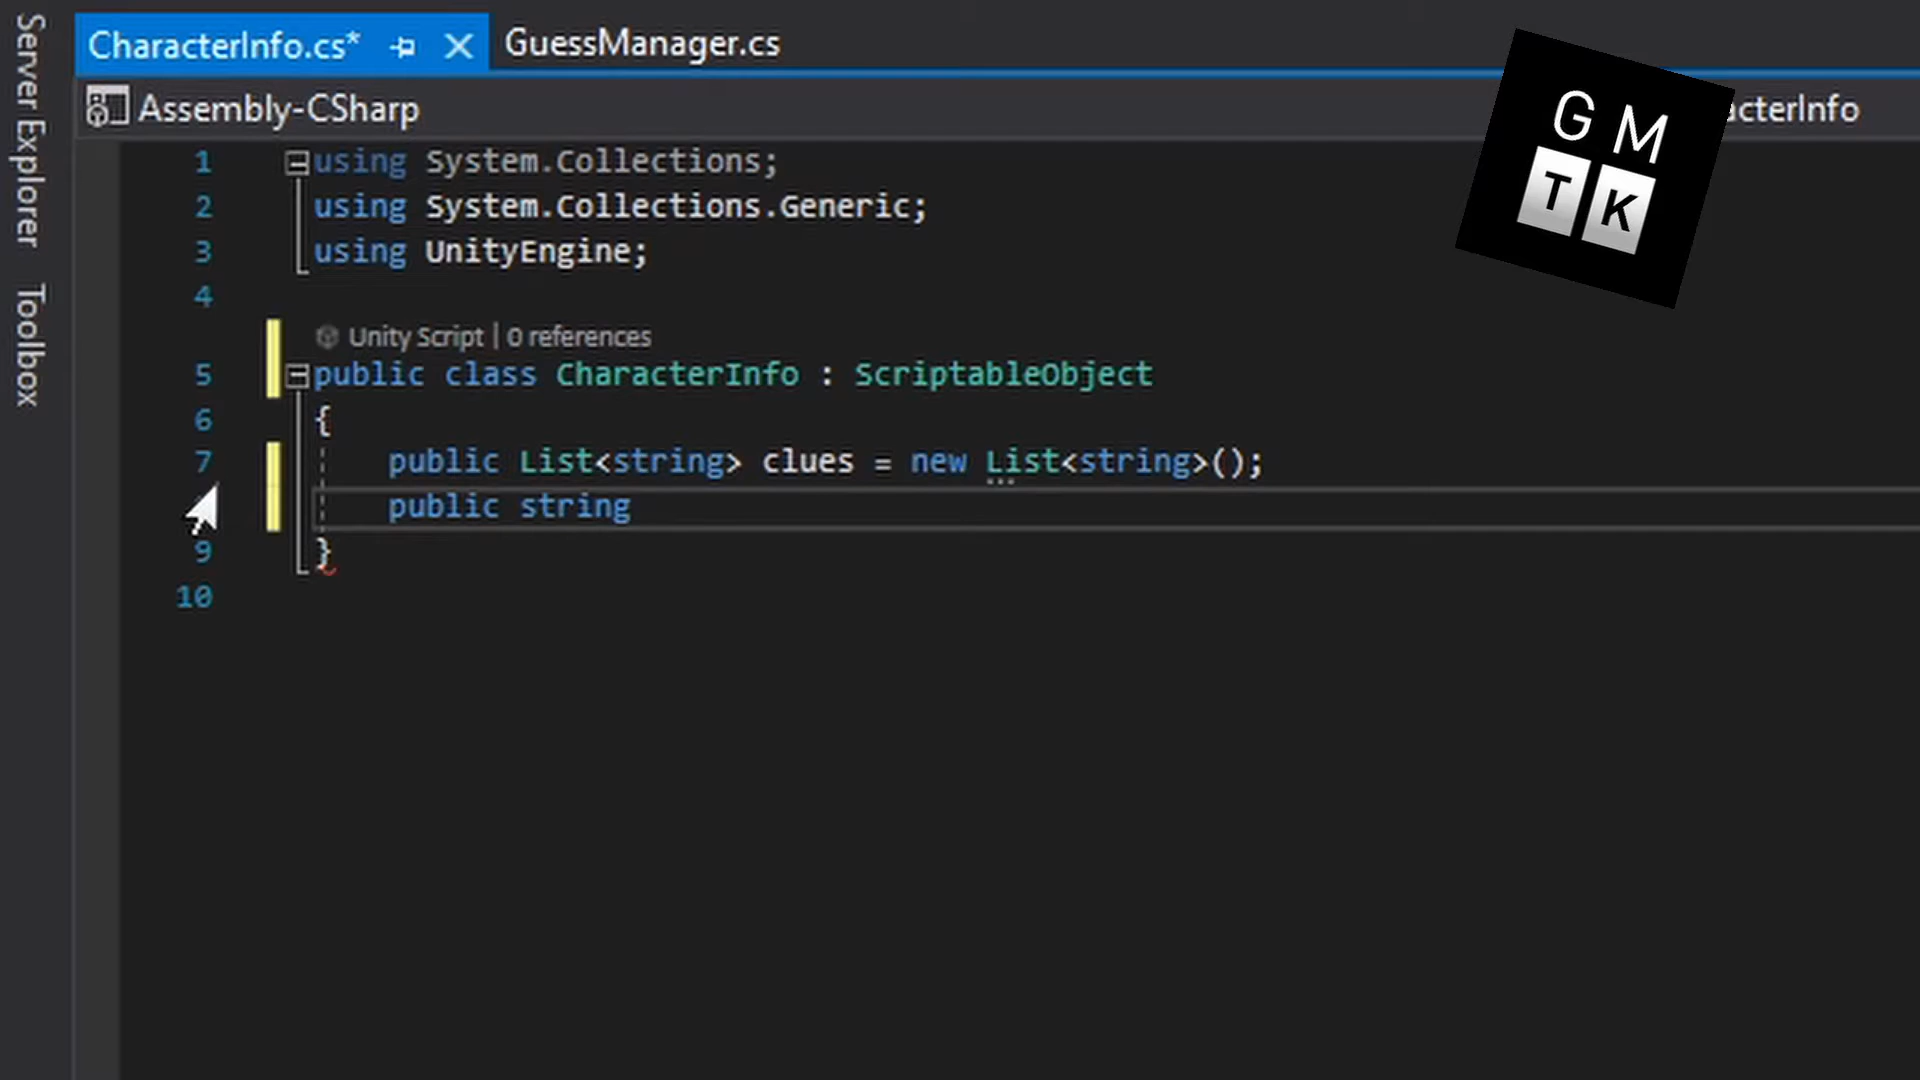 Server Explorer
Toolbox
CharacterInfo.cs*
GuessManager.cs
Assembly-CSharp
acterInfo
G M
T K
1 using System.Collections;
2 using System.Collections.Generic;
3 using UnityEngine;
4
Unity Script | 0 references
5 public class CharacterInfo : ScriptableObject
6 {
7 public List<string> clues = new List<string>();
public string
9 }
10